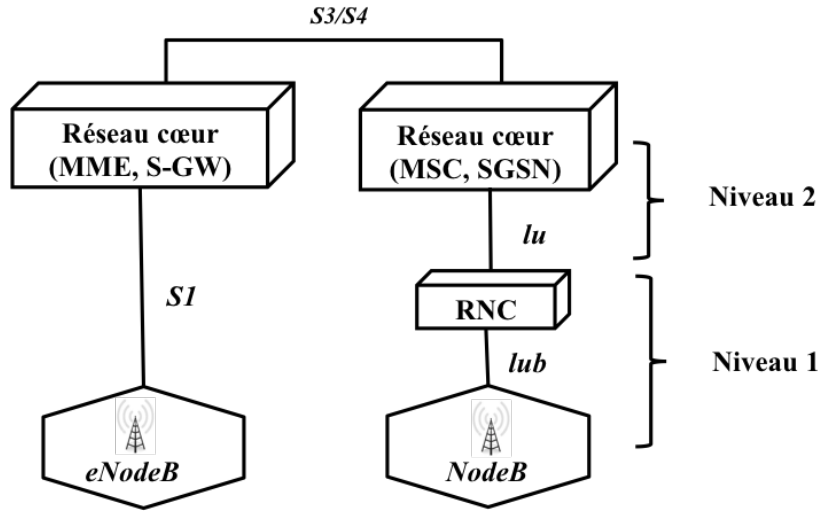 S3/S4
Réseau cœur
(MME, S-GW)
Réseau cœur
(MSC, SGSN)
Niveau 2
lu
S1
RNC
lub
Niveau 1
eNodeB
NodeB